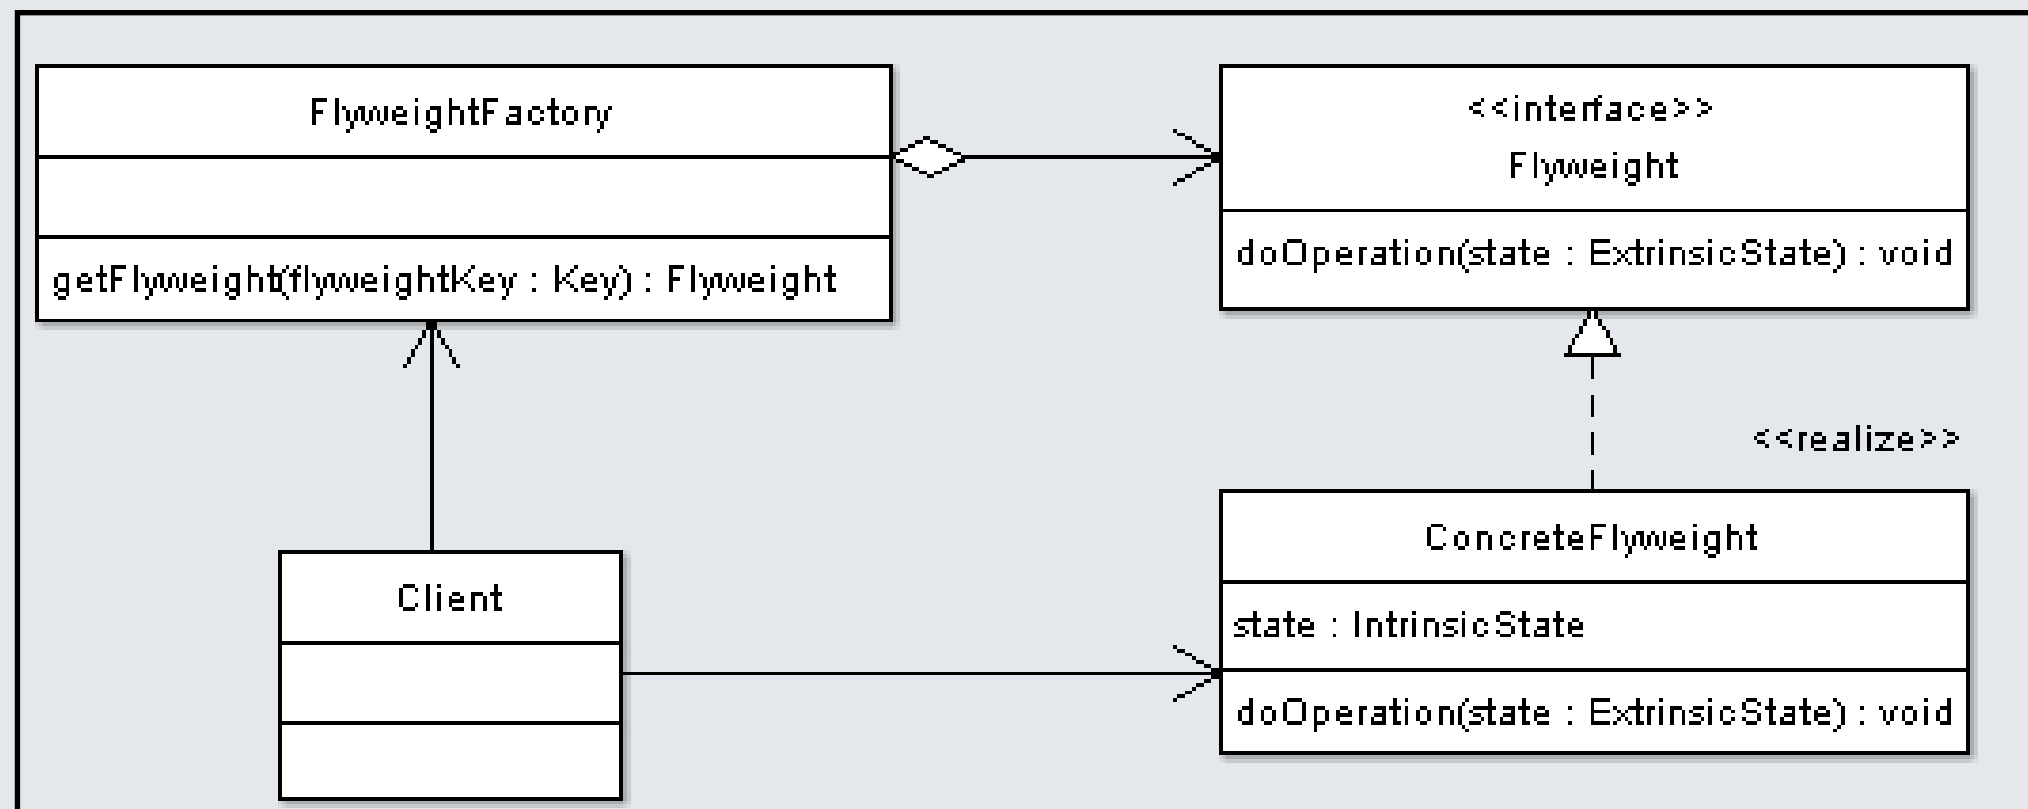 FlyweightFactory
getFlyweight(flyweightKey : Key) : Flyweight
<<interface>>
Flyweight
doOperation(state : ExtrinsicState) : void
<<realize>>
Client
ConcreteFlyweight
state : IntrinsicState
doOperation(state : ExtrinsicState) : void